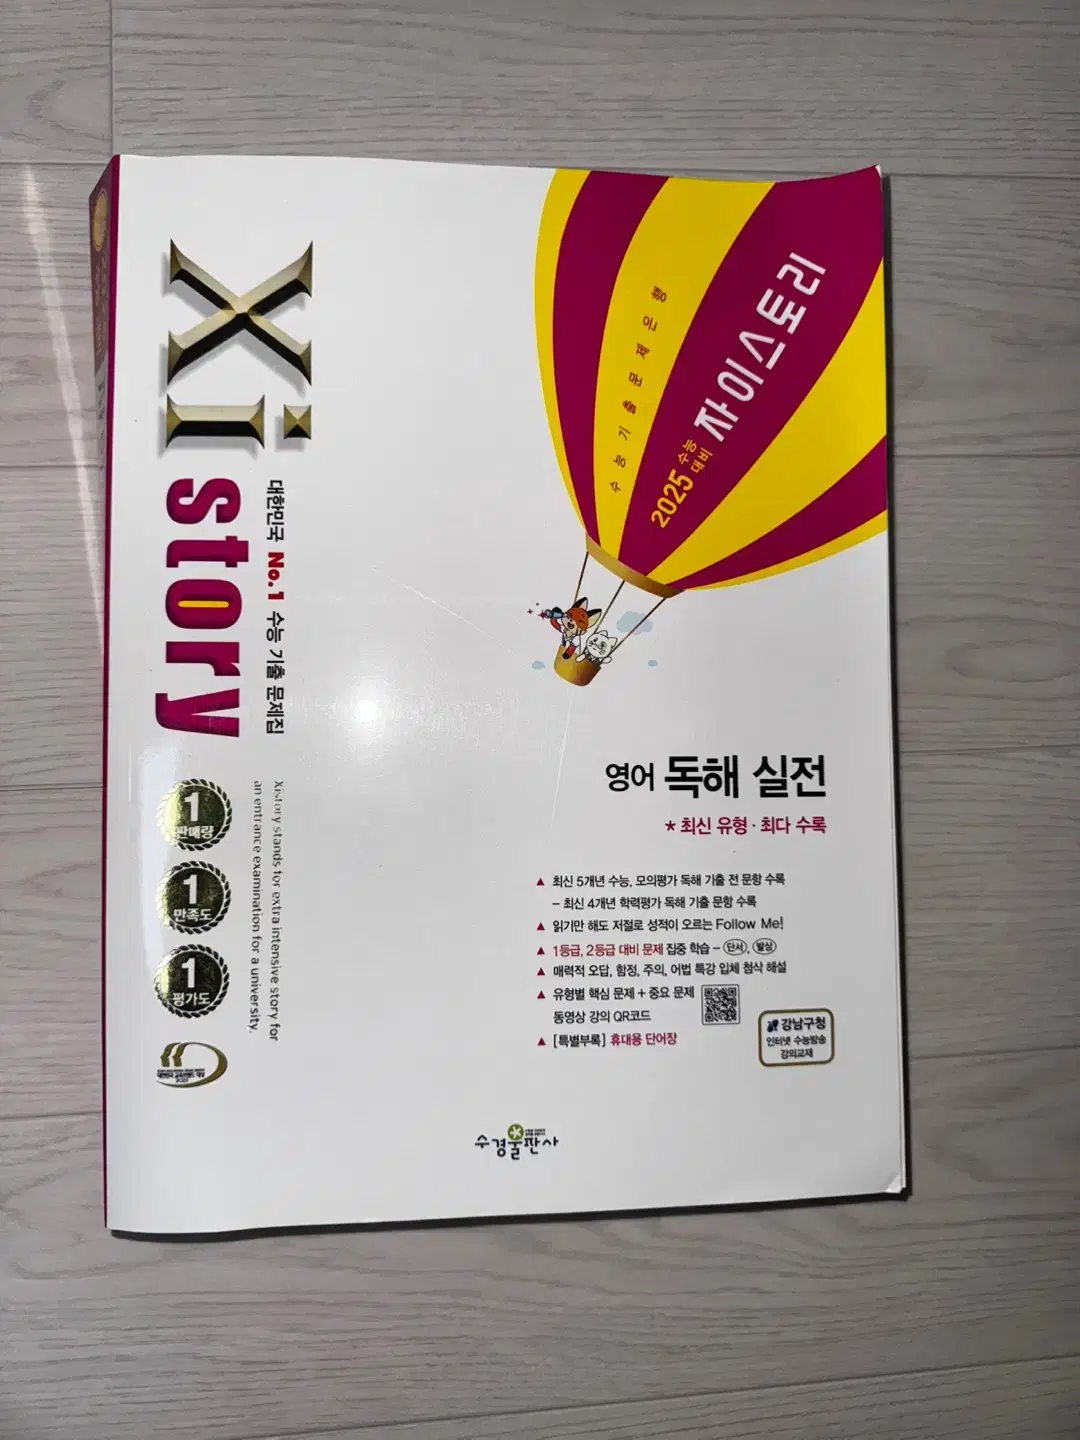 수능기출문제은행
2025 수능 대비
자이스토리
Xi story
대한민국 No.1 수능 기출 문제집
Xistory stands for extra intensive story for
an entrance examination for a university.
1
판매량
1
만족도
1
평가도
영어 독해 실전
★ 최신 유형·최다 수록
▲ 최신 5개년 수능, 모의평가 독해 기출 전 문항 수록
– 최신 4개년 학력평가 독해 기출 문항 수록
▲ 읽기만 해도 저절로 성적이 오르는 Follow Me!
▲ 1등급, 2등급 대비 문제 집중 학습 – 단서, 발상
▲ 매력적 오답, 함정, 주의, 어법 특강 입체 첨삭 해설
▲ 유형별 핵심 문제 + 중요 문제
동영상 강의 QR코드
▲ [특별부록] 휴대용 단어장
강남구청
인터넷 수능방송
강의교재
수경출판사